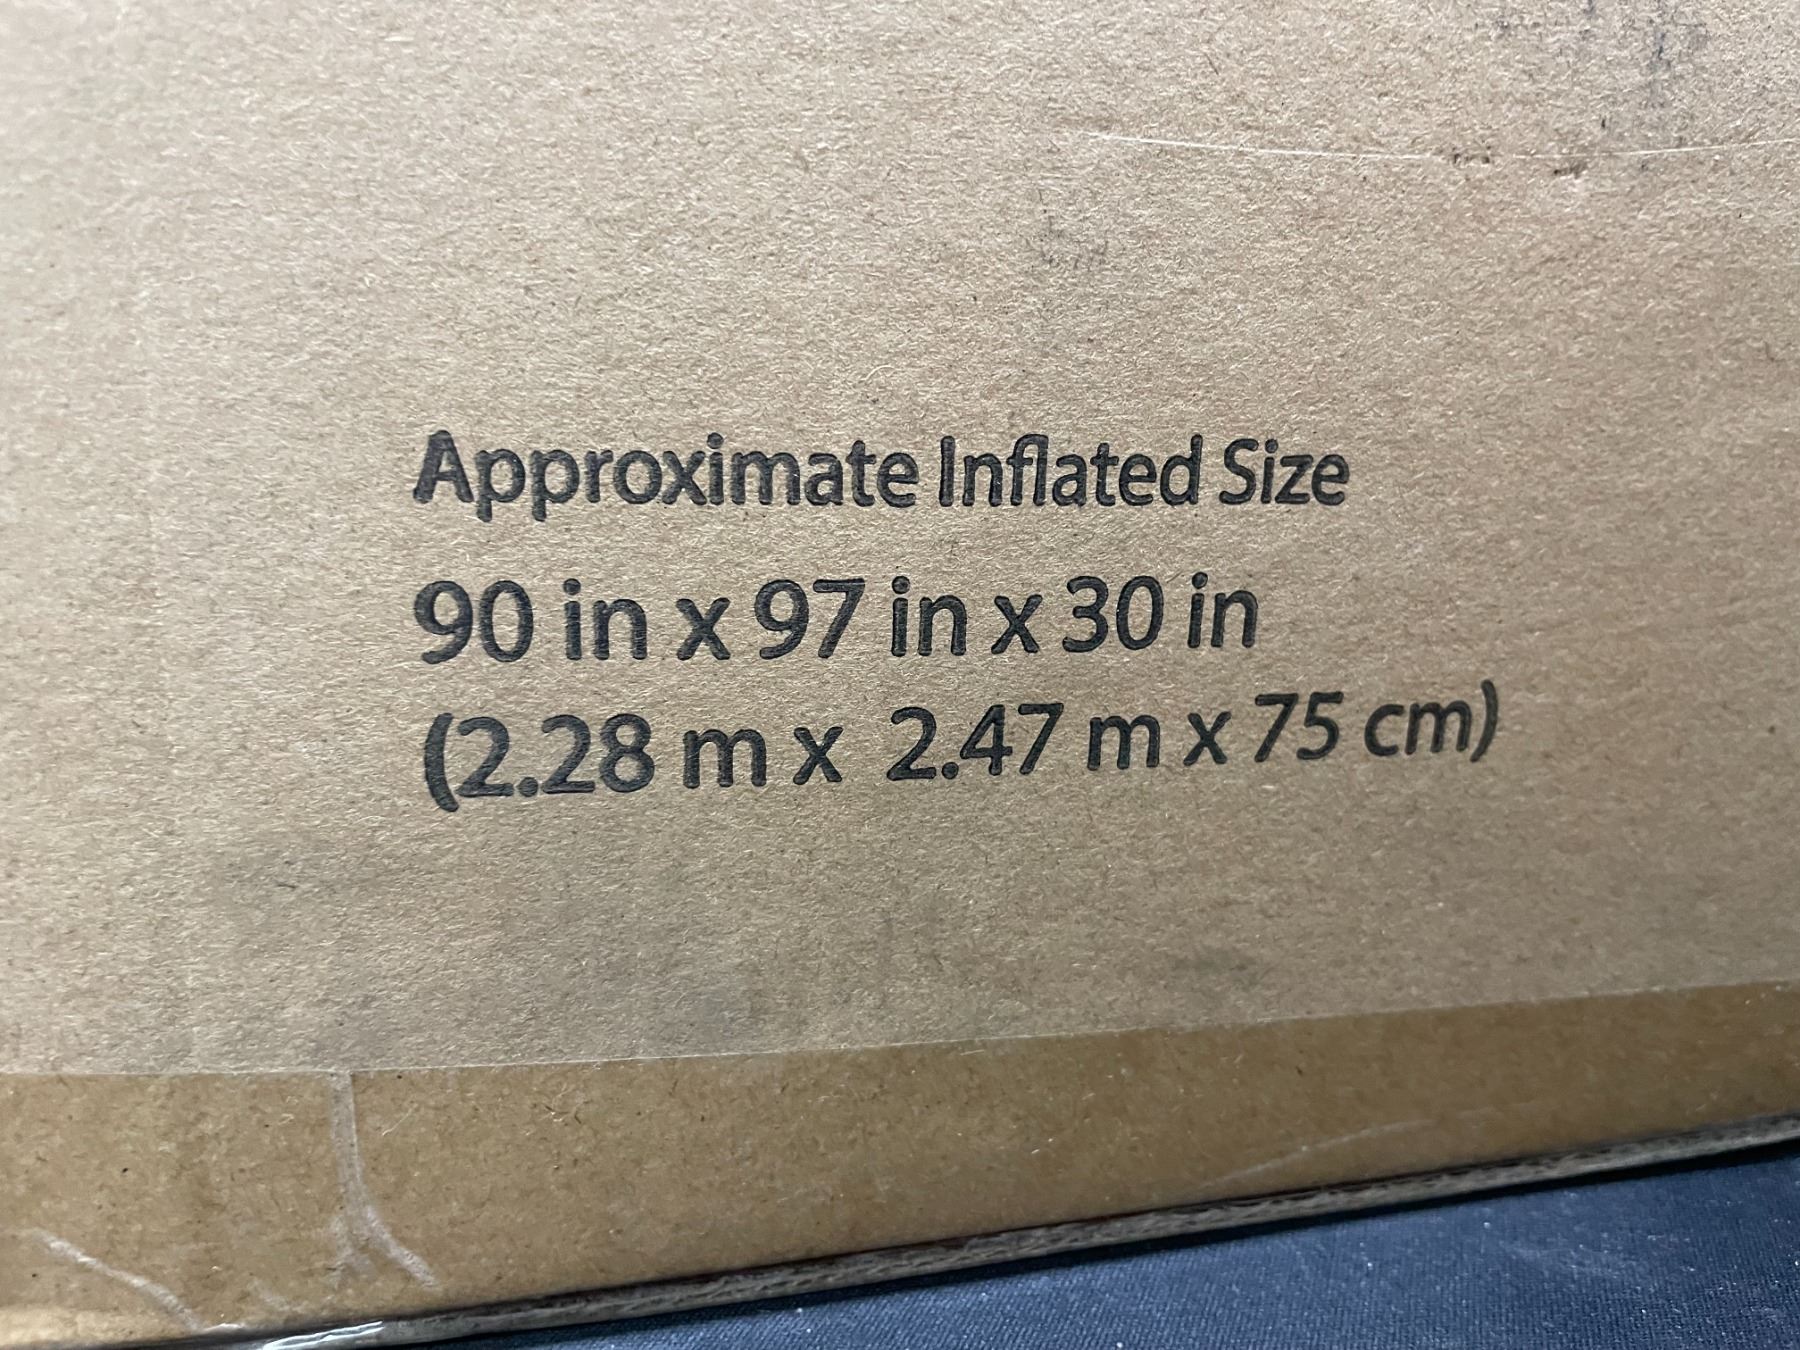 Approximate Inflated Size
90 in x 97 in x 30 in
(2.28 m x 2.47 m x 75 cm)